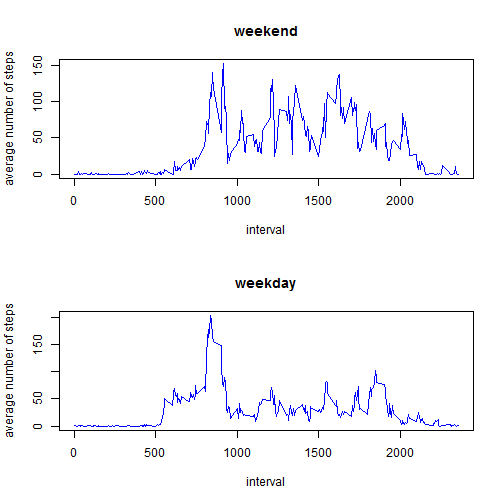 weekend
average number of steps
150
100
50
0
0 500 1000 1500 2000
interval
weekday
average number of steps
150
50
0
0 500 1000 1500 2000
interval